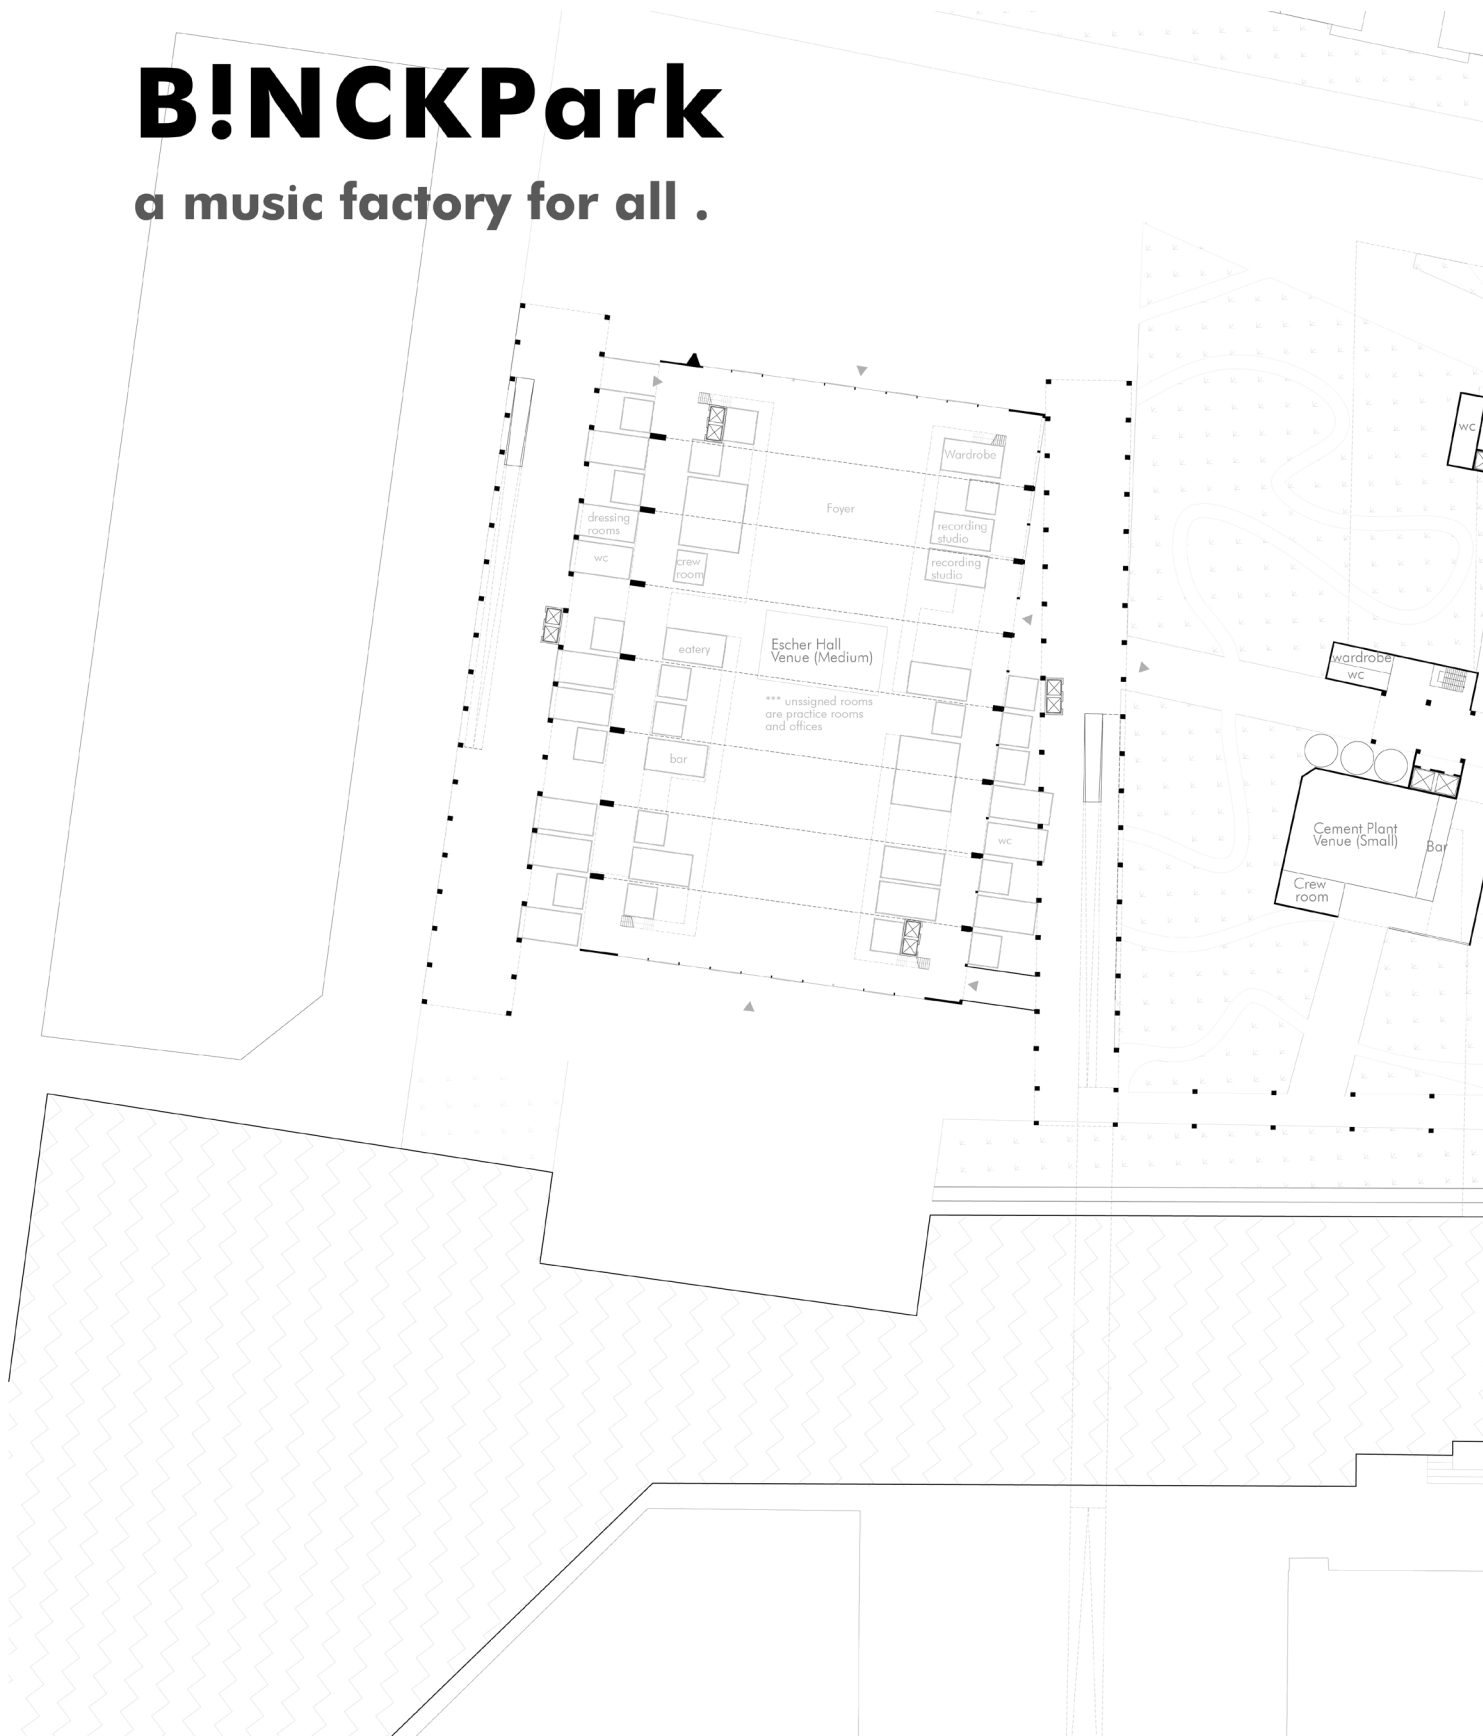 B!NCKPark
a music factory for all .
wc
Wardrobe
Foyer
dressing
rooms
recording
studio
wc
crew
room
recording
studio
eatery
Escher Hall
Venue (Medium)
wardrobe
wc
*** unssigned rooms
are practice rooms
and offices
bar
Cement Plant
Venue (Small)
wc
Bar
Crew
room